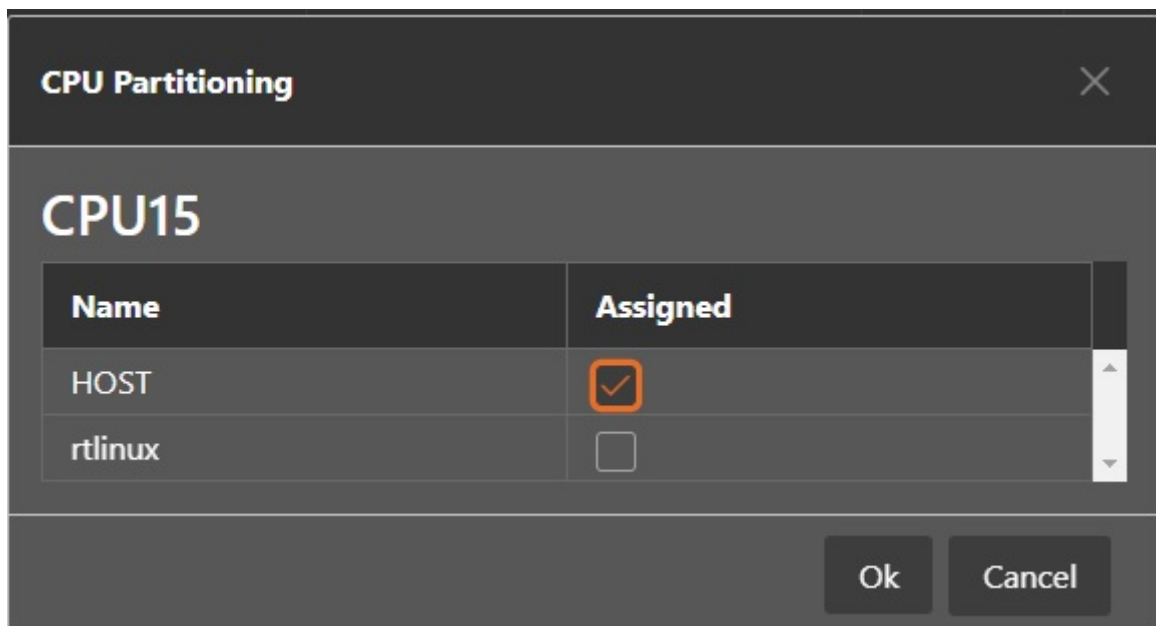 CPU Partitioning
CPU15
Name Assigned
HOST
rtlinux
Ok Cancel